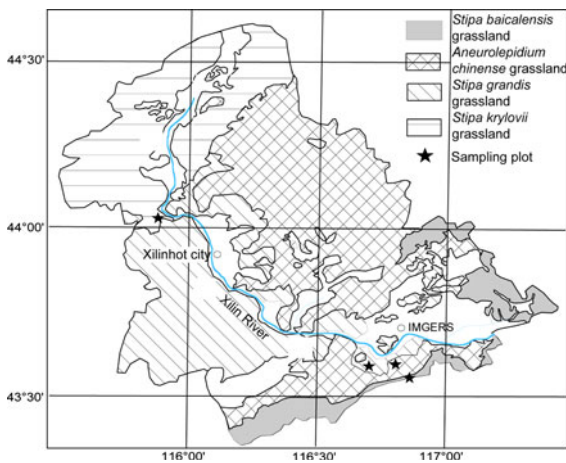 Stipa baicalensis
grassland
Aneurolepidium
chinense grassland
Stipa grandis
grassland
Stipa krylovii
grassland
Sampling plot
44°30'
44°00'
43°30'
Xilinhot city
Xilin River
IMGERS
116°00'
116°30'
117°00'